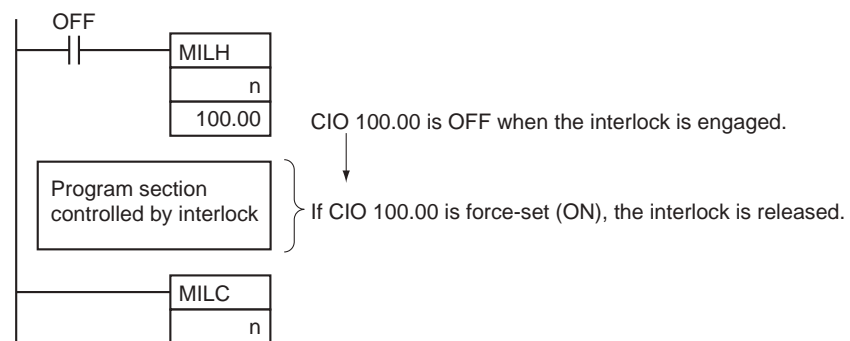 OFF
MILH
n
100.00
CIO 100.00 is OFF when the interlock is engaged.
Program section
controlled by interlock
If CIO 100.00 is force-set (ON), the interlock is released.
MILC
n